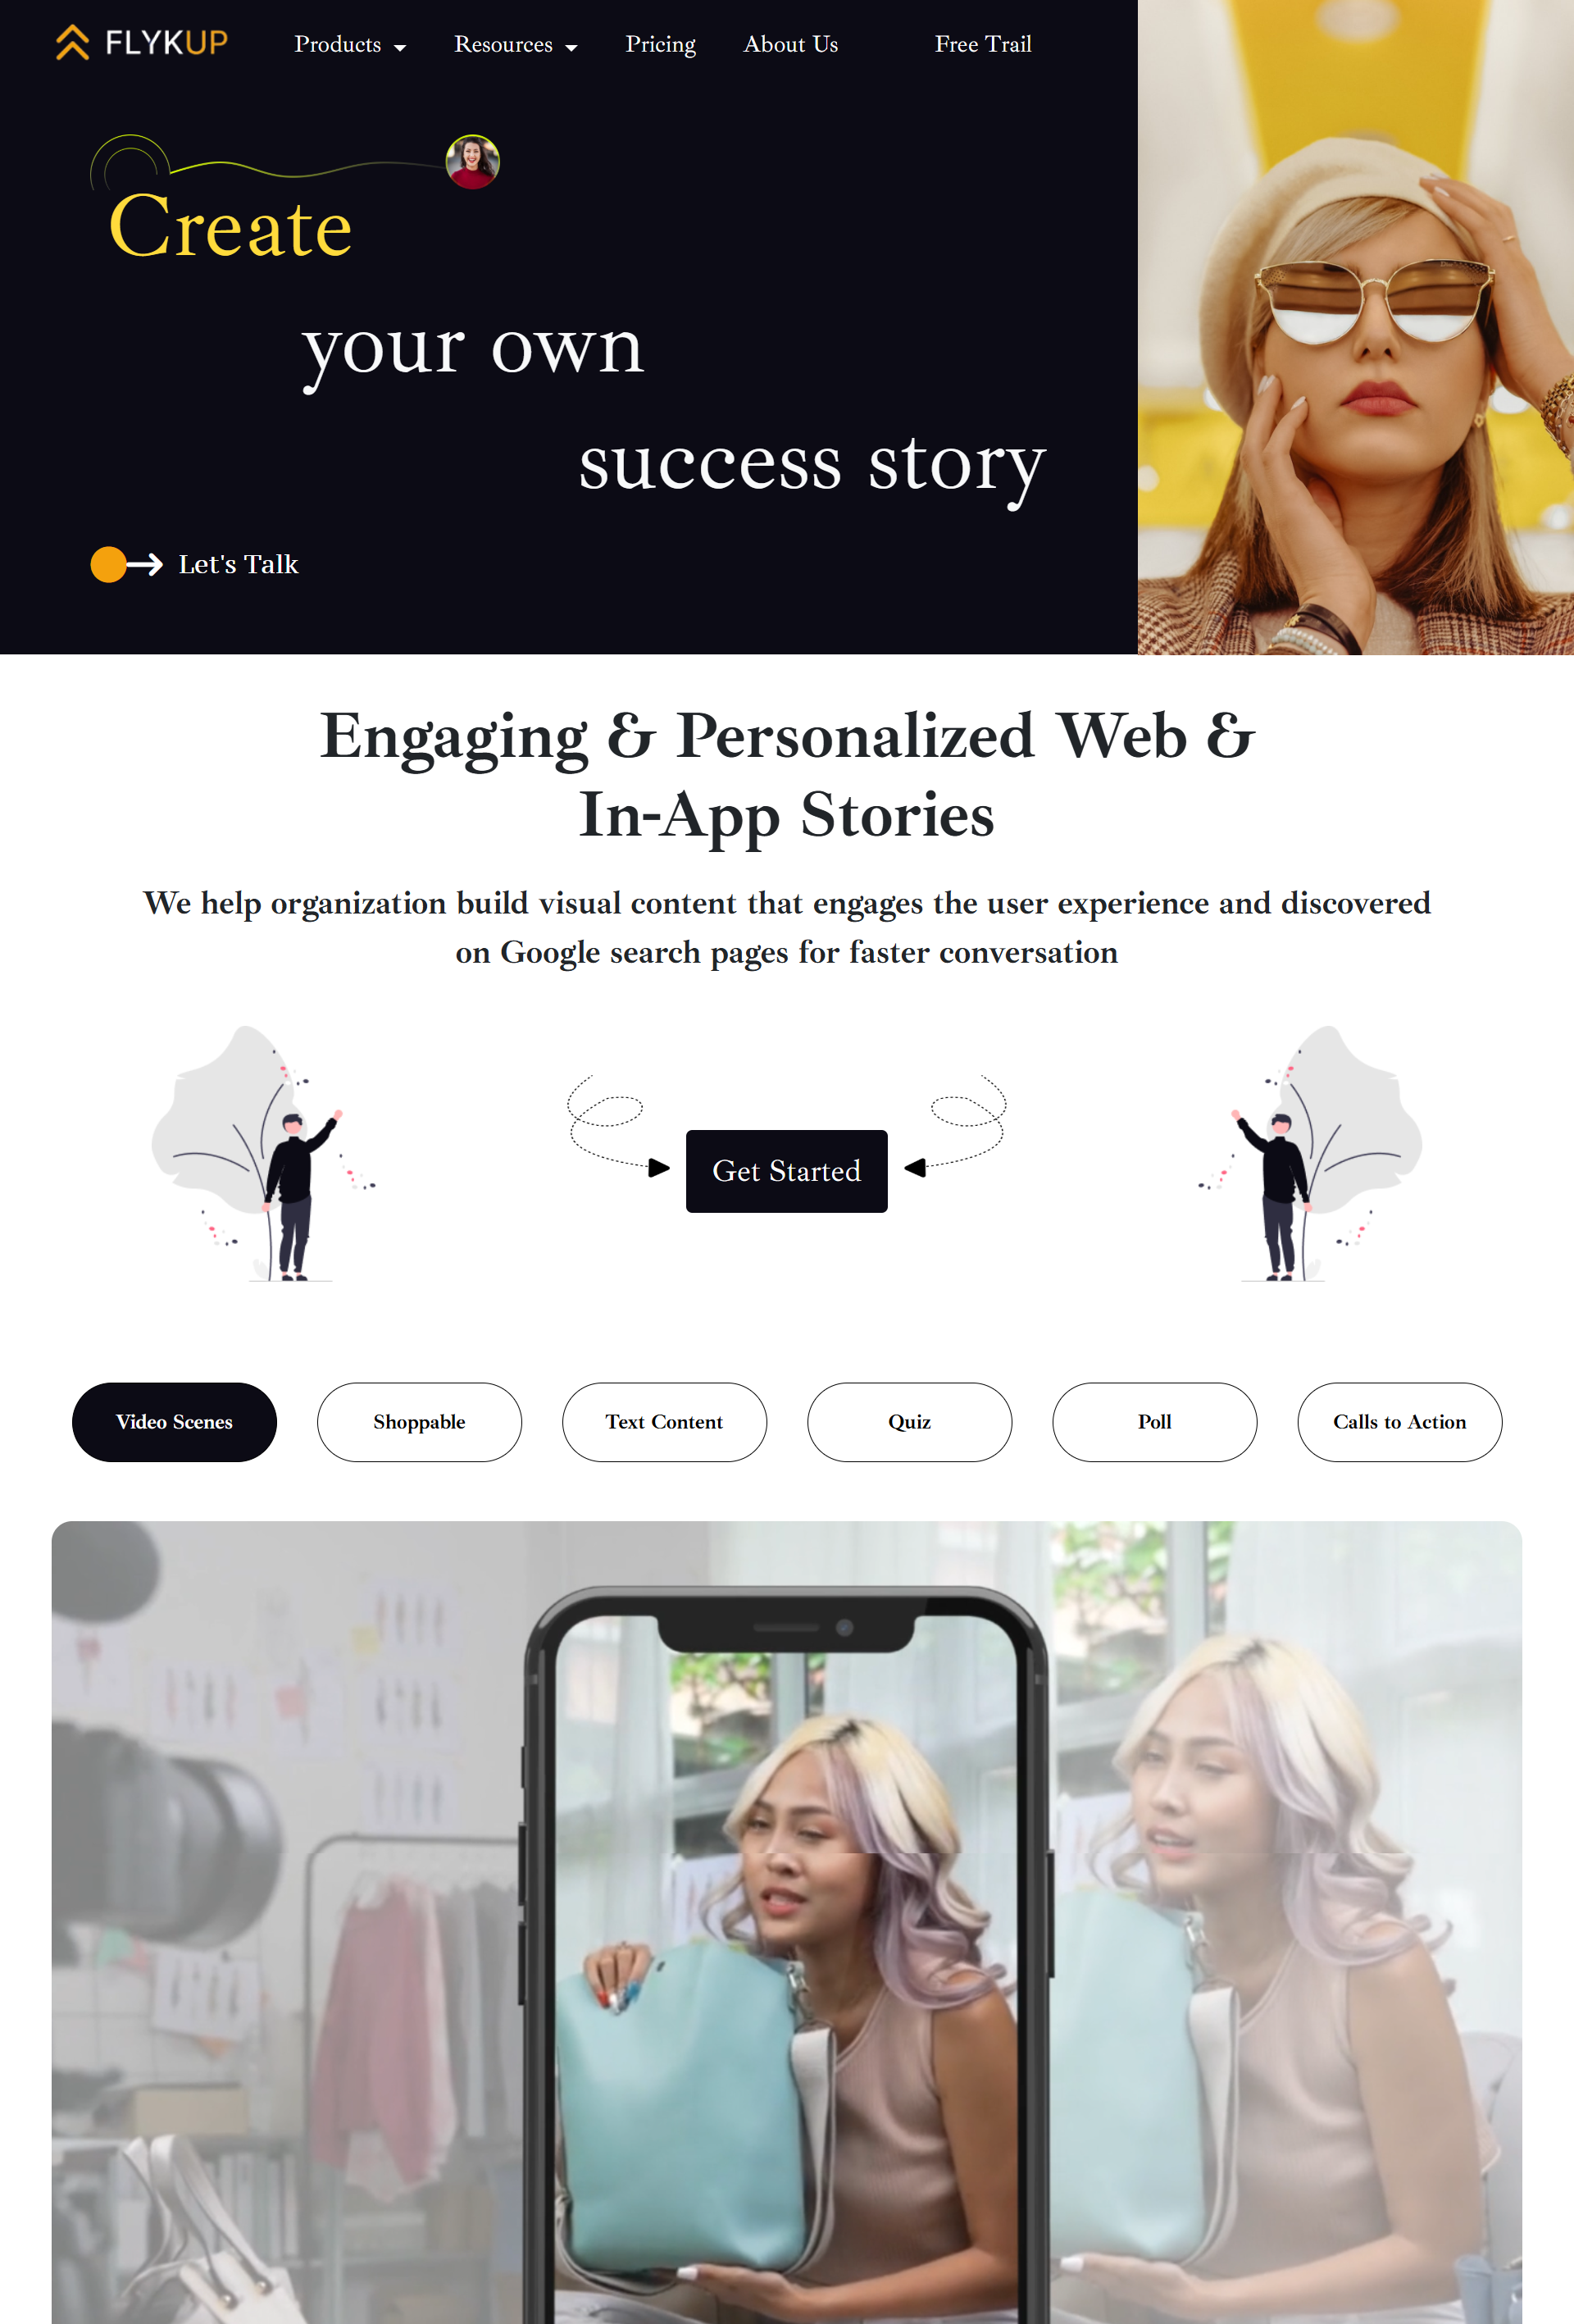 FLYKUP
Products
Resources
Pricing
About Us
Free Trail
Create
your own
success story
Let's Talk
Engaging & Personalized Web &
In-App Stories
We help organization build visual content that engages the user experience and discovered
on Google search pages for faster conversation
Get Started
Video Scenes
Shoppable
Text Content
Quiz
Poll
Calls to Action